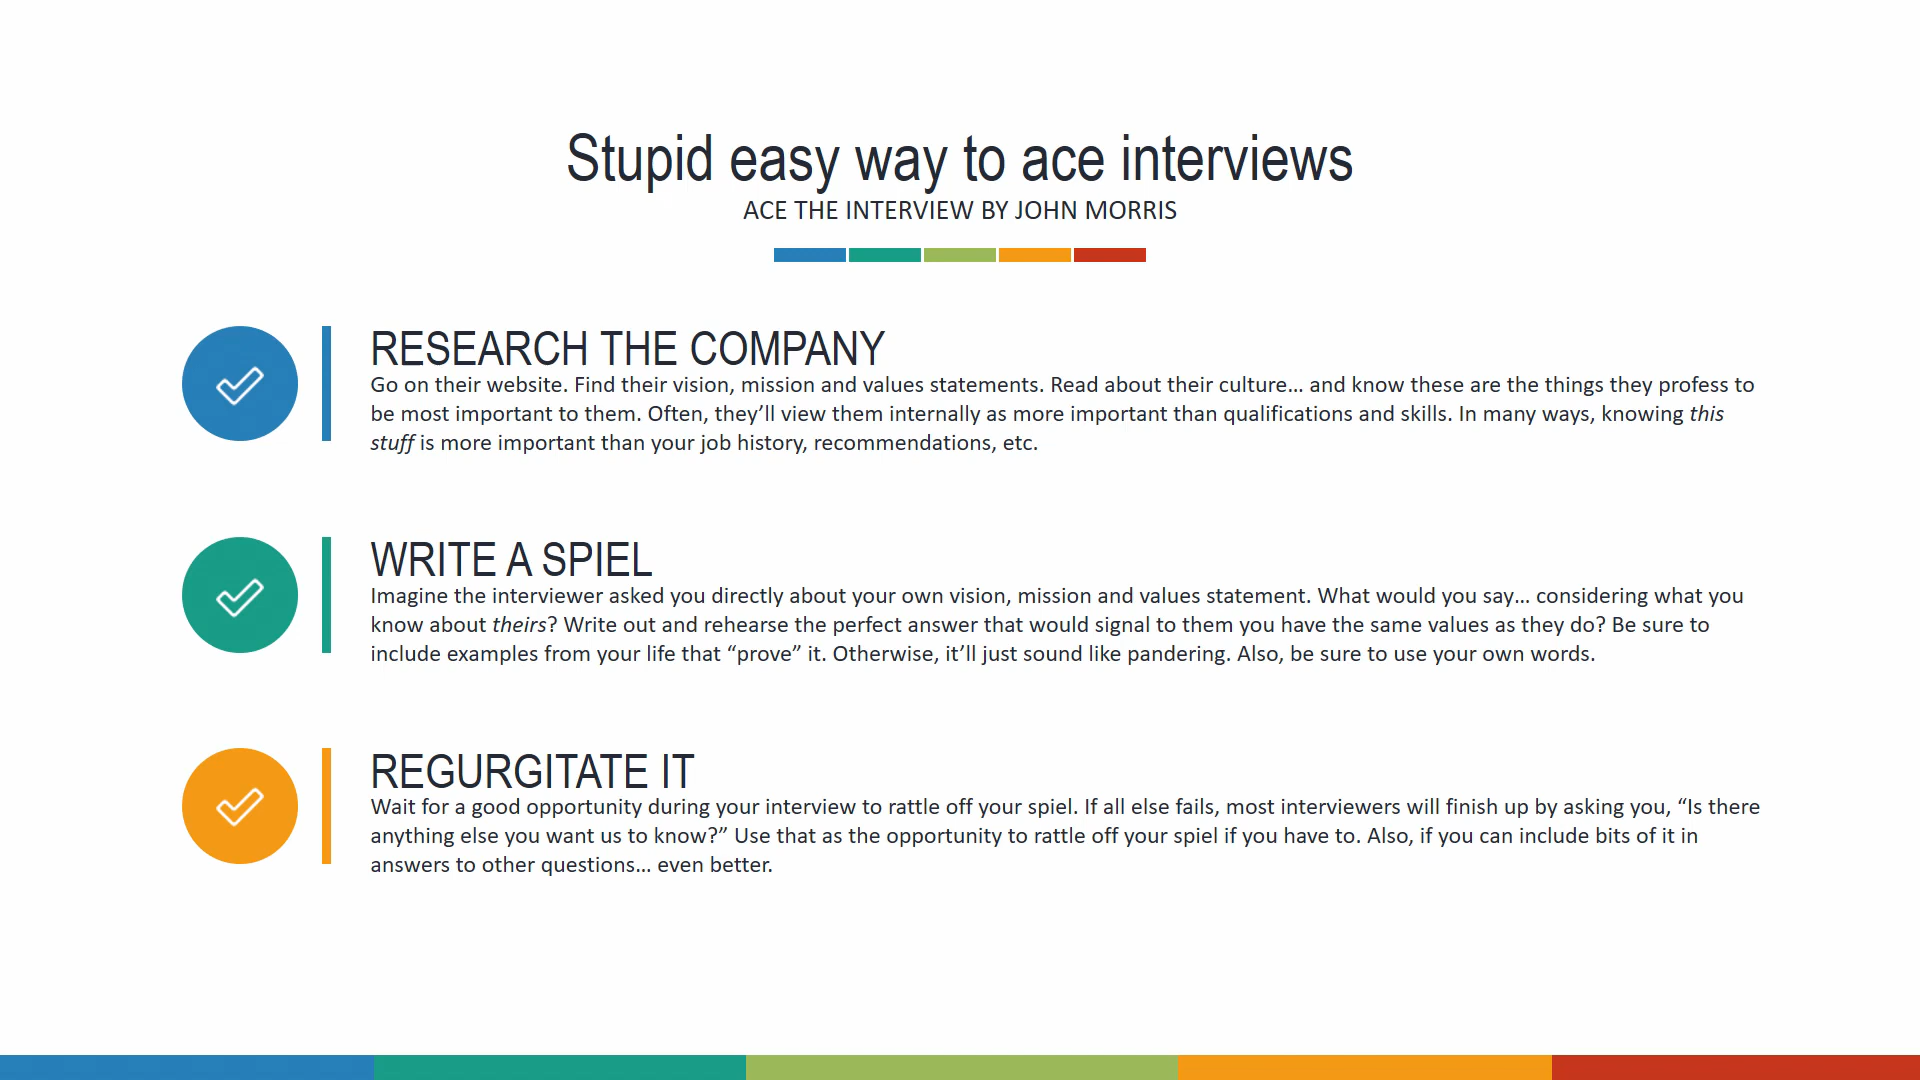 Stupid easy way to ace interviews
ACE THE INTERVIEW BY JOHN MORRIS
RESEARCH THE COMPANY
Go on their website. Find their vision, mission and values statements. Read about their culture… and know these are the things they profess to
be most important to them. Often, they’ll view them internally as more important than qualifications and skills. In many ways, knowing this
stuff is more important than your job history, recommendations, etc.
WRITE A SPIEL
Imagine the interviewer asked you directly about your own vision, mission and values statement. What would you say… considering what you
know about theirs? Write out and rehearse the perfect answer that would signal to them you have the same values as they do? Be sure to
include examples from your life that “prove” it. Otherwise, it’ll just sound like pandering. Also, be sure to use your own words.
REGURGITATE IT
Wait for a good opportunity during your interview to rattle off your spiel. If all else fails, most interviewers will finish up by asking you, “Is there
anything else you want us to know?” Use that as the opportunity to rattle off your spiel if you have to. Also, if you can include bits of it in
answers to other questions… even better.